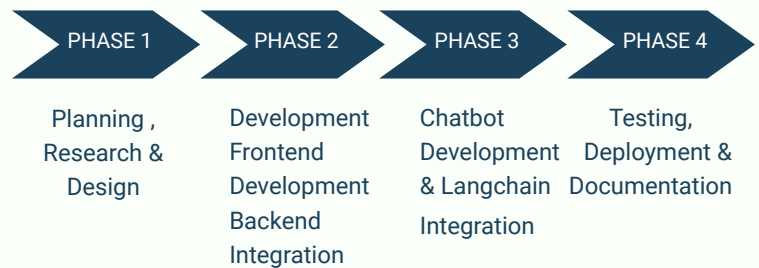 PHASE 1
PHASE 2
PHASE 3
PHASE 4
Planning ,
Research &
Design
Development
Frontend
Development
Backend
Integration
Chatbot
Development
& Langchain
Integration
Testing,
Deployment &
Documentation